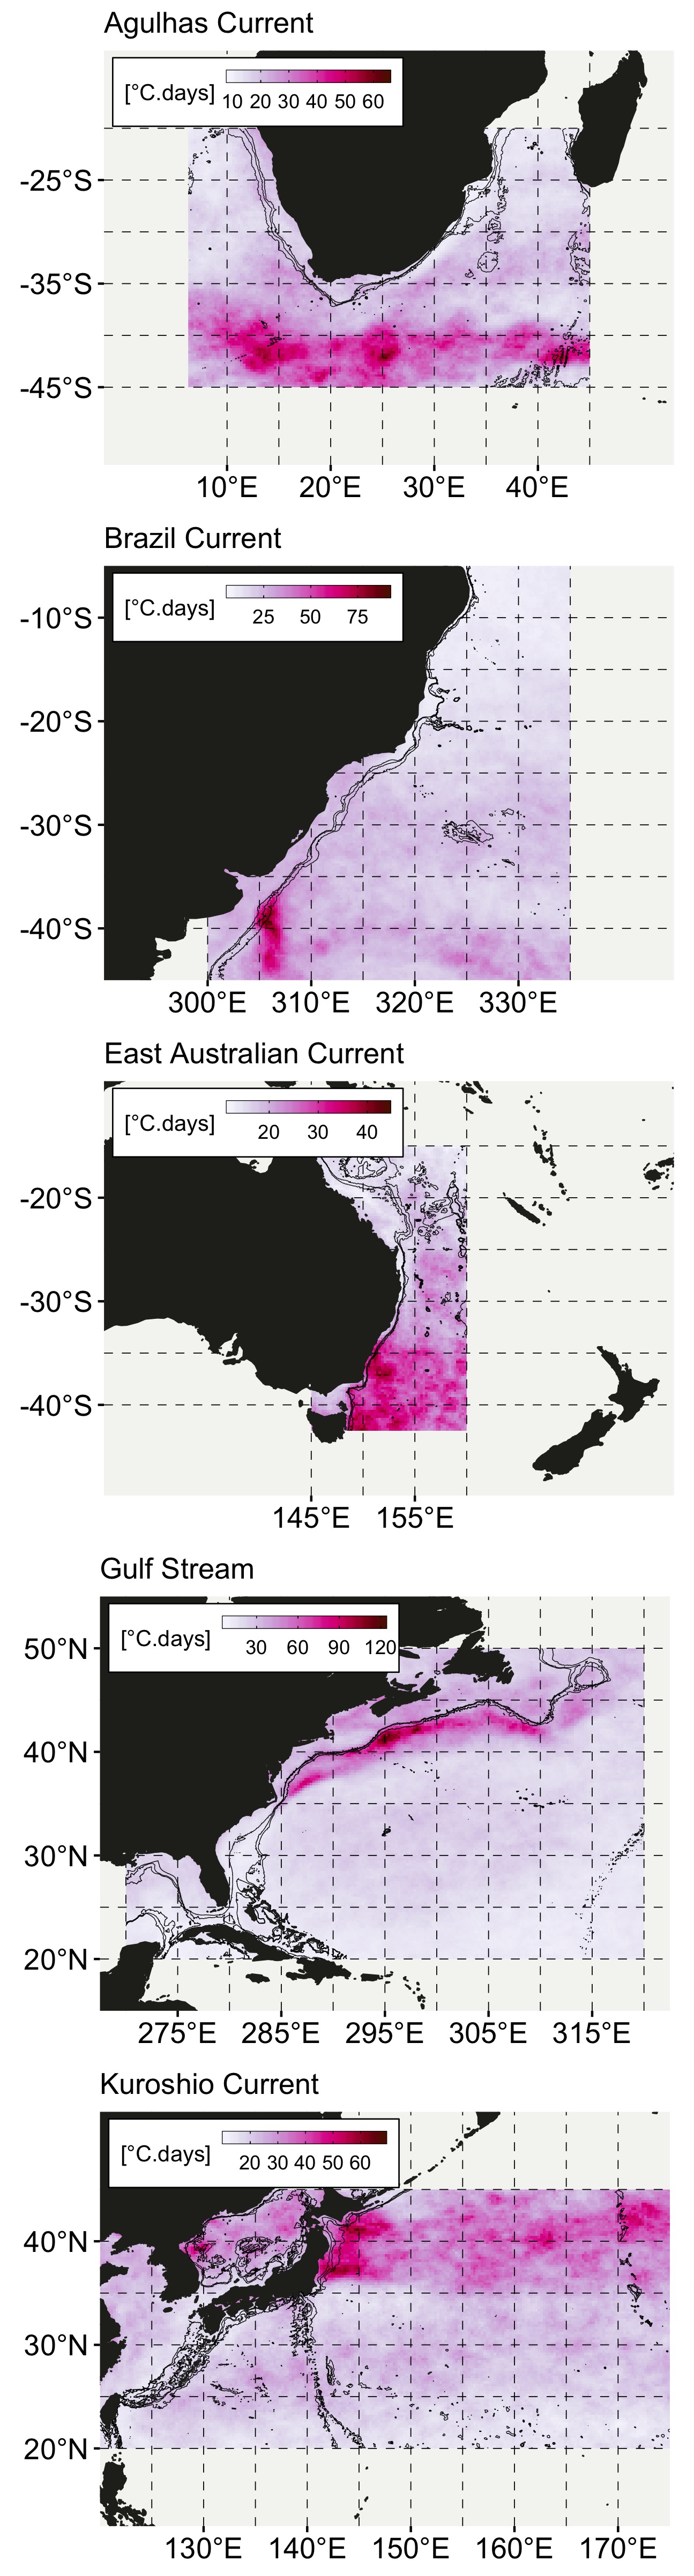 Agulhas Current
[°C.days]
10 20 30 40 50 60
-25°S
-35°S
-45°S
10°E 20°E 30°E 40°E
Brazil Current
[°C.days]
25 50 75
-10°S
-20°S
-30°S
-40°S
300°E 310°E 320°E 330°E
East Australian Current
[°C.days]
20 30 40
-20°S
-30°S
-40°S
145°E 155°E
Gulf Stream
[°C.days]
30 60 90 120
50°N
40°N
30°N
20°N
275°E 285°E 295°E 305°E 315°E
Kuroshio Current
[°C.days]
20 30 40 50 60
40°N
30°N
20°N
130°E 140°E 150°E 160°E 170°E